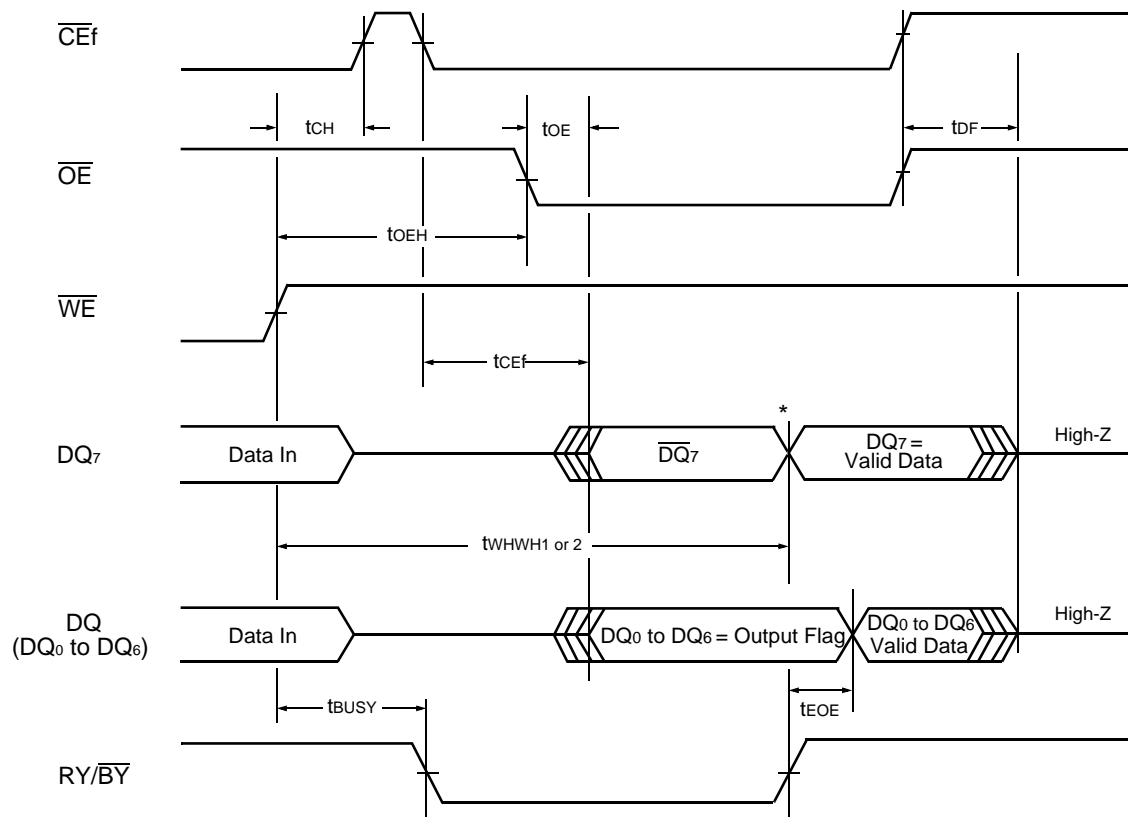 CEf
tCH
tOE
tDF
OE
tOEH
WE
tCEf
*
DQ7
Data In
DQ7
DQ7 =
Valid Data
High-Z
tWHWH1 or 2
DQ
(DQ0 to DQ6)
Data In
DQ0 to DQ6 = Output Flag
DQ0 to DQ6
Valid Data
High-Z
tBUSY
tEOE
RY/BY